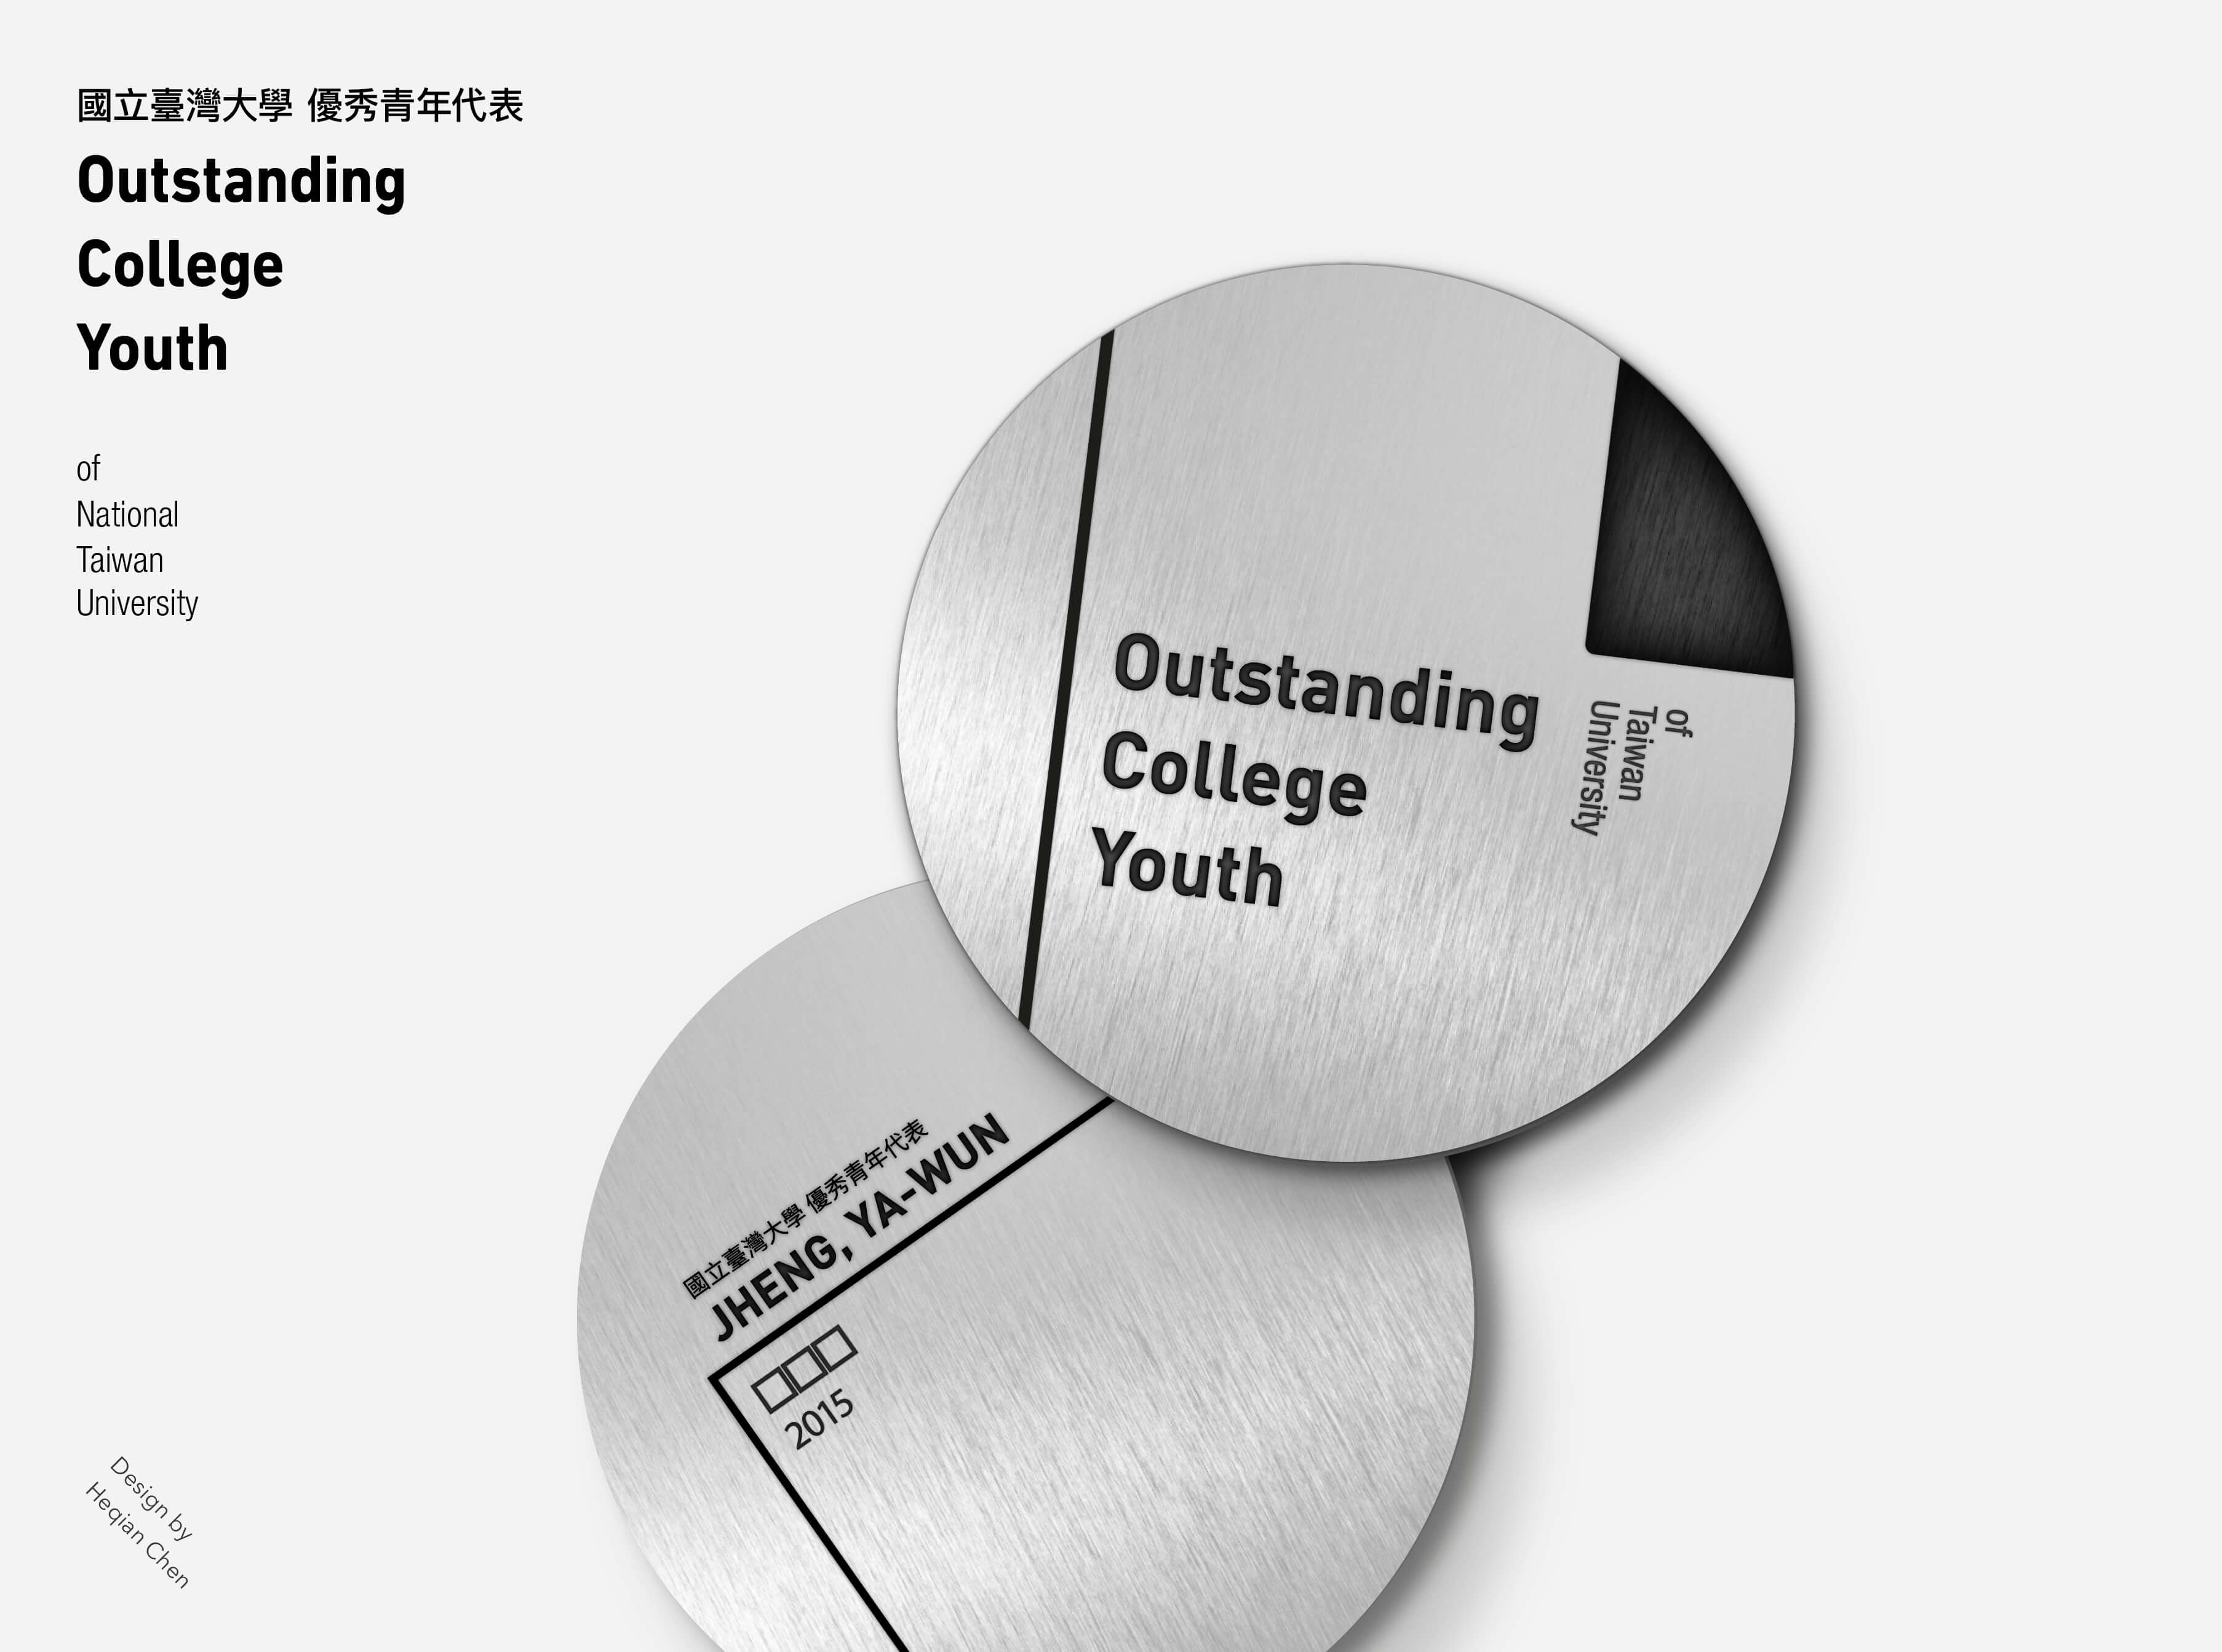 國立臺灣大學 優秀青年代表
Outstanding
College
Youth
of
National
Taiwan
University
Outstanding
College
Youth
of
Taiwan
University
國立臺灣大學 優秀青年代表
JHENG, YA-WUN
□□□
2015
Design by
Heqian Chen